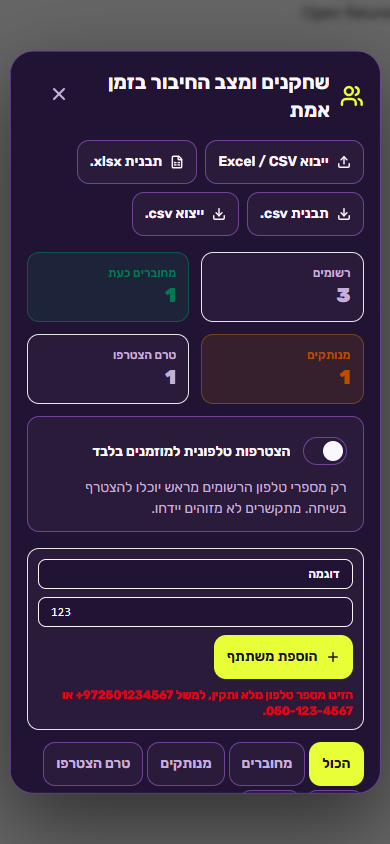 שחקנים ומצב החיבור בזמן
אמת
ייבוא Excel / CSV
תבנית xlsx.
תבנית csv.
ייצוא csv.
רשומים
3
מחוברים כעת
1
מנותקים
1
טרם הצטרפו
1
הצטרפות טלפונית למוזמנים בלבד
רק מספרי טלפון הרשומים מראש יוכלו להצטרף
בשיחה. מתקשרים לא מזוהים יידחו.
דוגמה
123
הוספת משתתף
הזינו מספר טלפון מלא ותקין, למשל 972501234567+ או
050-123-4567.
הכול
מחוברים
מנותקים
טרם הצטרפו